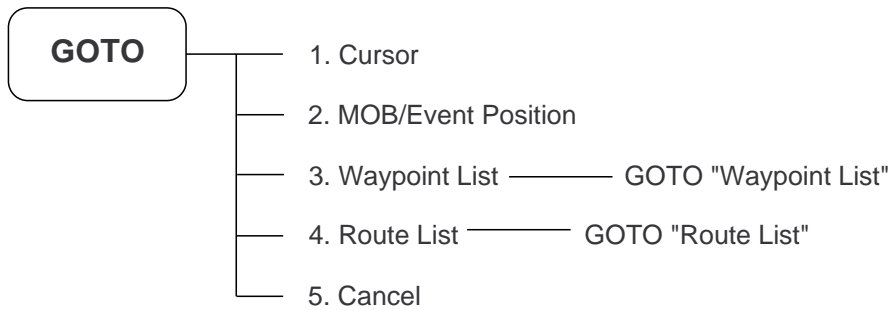 GOTO
1. Cursor
2. MOB/Event Position
3. Waypoint List GOTO "Waypoint List"
4. Route List GOTO "Route List"
5. Cancel